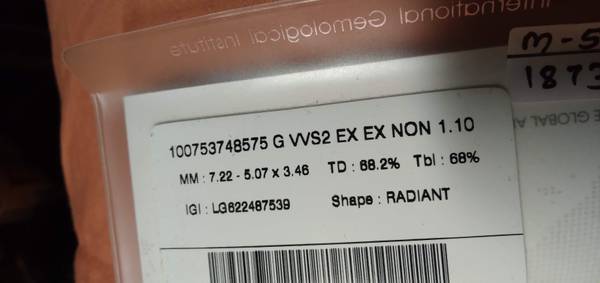 International Gemological Institute
M-5
1873
E GLOBAL A
100753748575 G VVS2 EX EX NON 1.10
MM : 7.22 - 5.07 x 3.46 TD : 68.2% Tbl : 68%
IGI : LG622487539 Shape : RADIANT